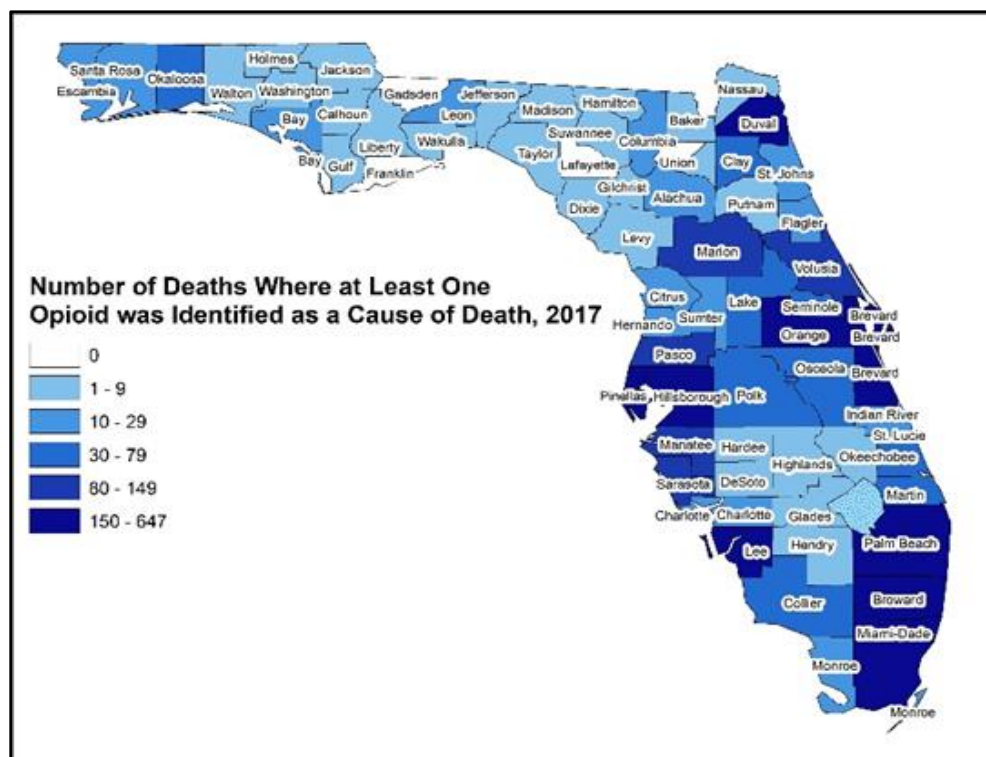 Holmes
Santa Rosa
Okaloosa
Jackson
Escambia
Walton
Washington
Gadsden
Jefferson
Madison
Hamilton
Nassau
Bay
Calhoun
Leon
Suwannee
Baker
Duval
Liberty
Wakulla
Columbia
Bay
Gulf
Franklin
Taylor
Lafayette
Union
Clay
St. Johns
Gilchrist
Alachua
Putnam
Dixie
Flagler
Levy
Marion
Volusia
Number of Deaths Where at Least One
Opioid was Identified as a Cause of Death, 2017
0
1 - 9
10 - 29
30 - 79
80 - 149
150 - 647
Citrus
Sumter
Lake
Seminole
Brevard
Hernando
Orange
Brevard
Pasco
Osceola
Brevard
Pinellas
Hillsborough
Polk
Indian River
St. Lucie
Manatee
Hardee
Okeechobee
Highlands
Sarasota
DeSoto
Martin
Charlotte
Charlotte
Glades
Lee
Hendry
Palm Beach
Collier
Broward
Miami-Dade
Monroe
Monroe